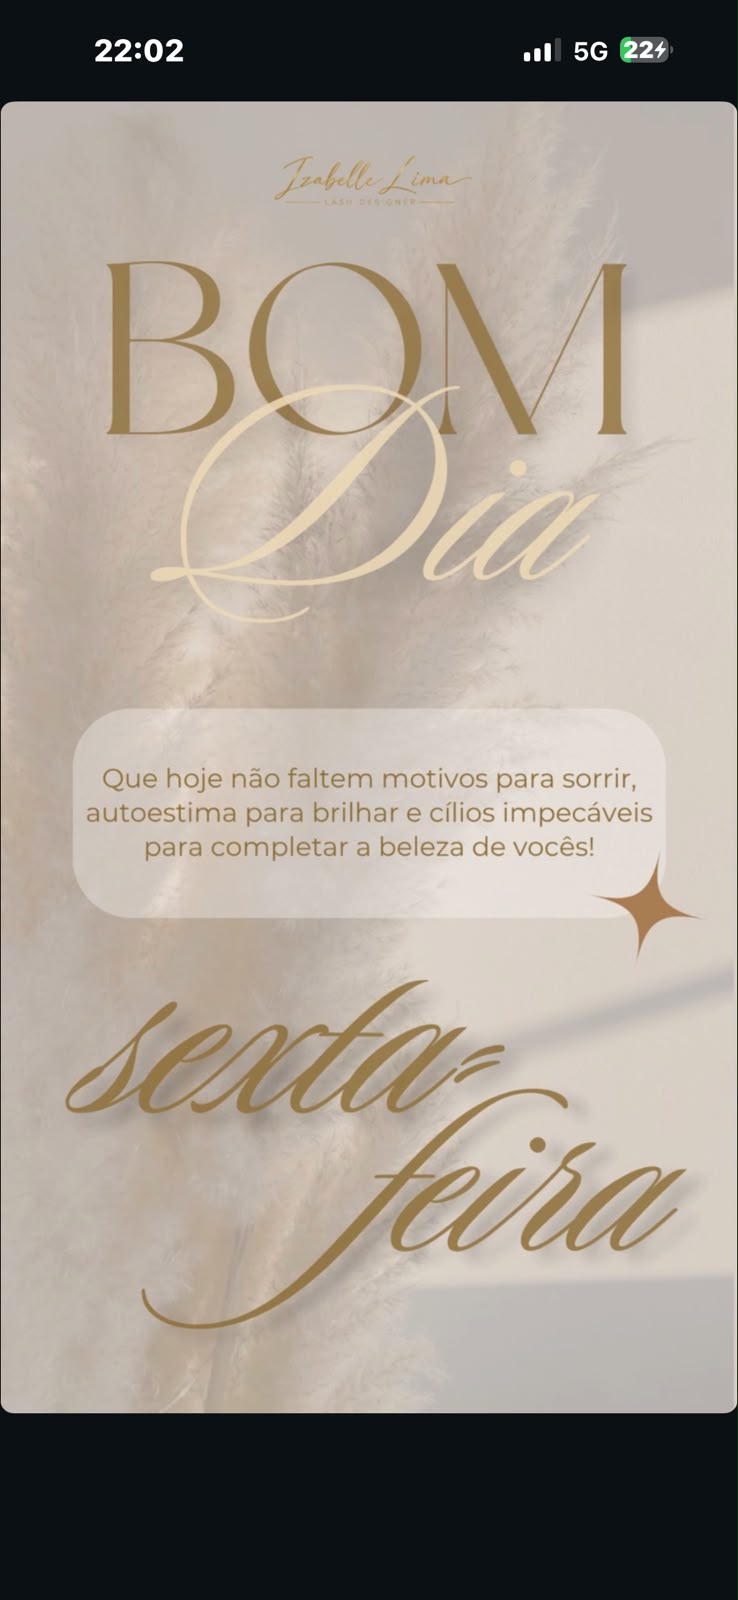 22:02
5G
22
Izabelle Lima
LASH DESIGNER
BOM
Dia
Que hoje não faltem motivos para sorrir,
autoestima para brilhar e cílios impecáveis
para completar a beleza de vocês!
sexta-
feira